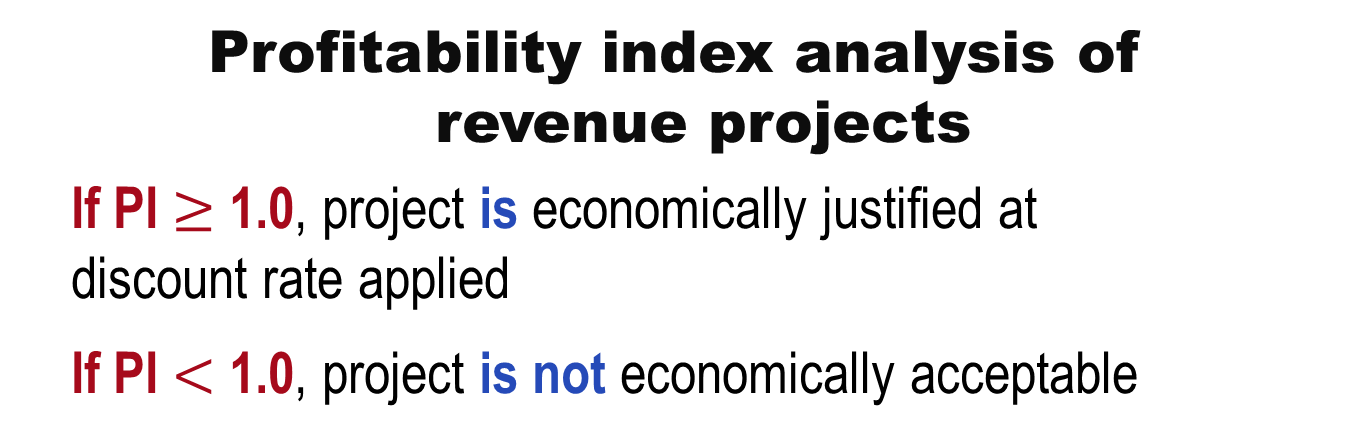 Profitability index analysis of
revenue projects
If PI ≥ 1.0, project is economically justified at
discount rate applied
If PI < 1.0, project is not economically acceptable